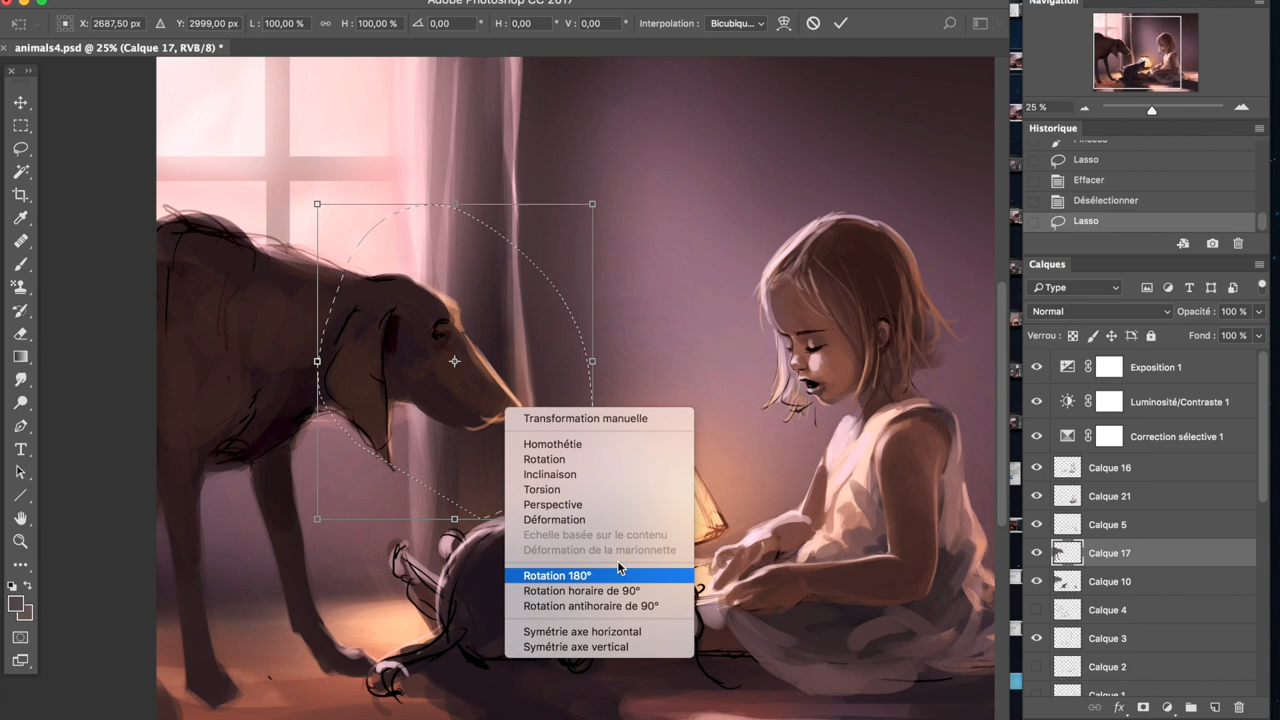 Adobe Photoshop CC 2017
X: 2687,50 px Y: 2999,00 px L: 100,00 % H: 100,00 % 0,00 ° H: 0,00 ° V: 0,00 ° Interpolation : Bicubiqu...
animals4.psd @ 25% (Calque 17, RVB/8) *
Navigation
25 %
Historique
Pinceau
Lasso
Effacer
Désélectionner
Lasso
Calques
Type
Normal Opacité : 100 %
Verrou : Fond : 100 %
Exposition 1
Luminosité/Contraste 1
Correction sélective 1
Calque 16
Calque 21
Calque 5
Calque 17
Calque 10
Calque 4
Calque 3
Calque 2
Calque 1
fx
Transformation manuelle
Homothétie
Rotation
Inclinaison
Torsion
Perspective
Déformation
Echelle basée sur le contenu
Déformation de la marionnette
Rotation 180°
Rotation horaire de 90°
Rotation antihoraire de 90°
Symétrie axe horizontal
Symétrie axe vertical